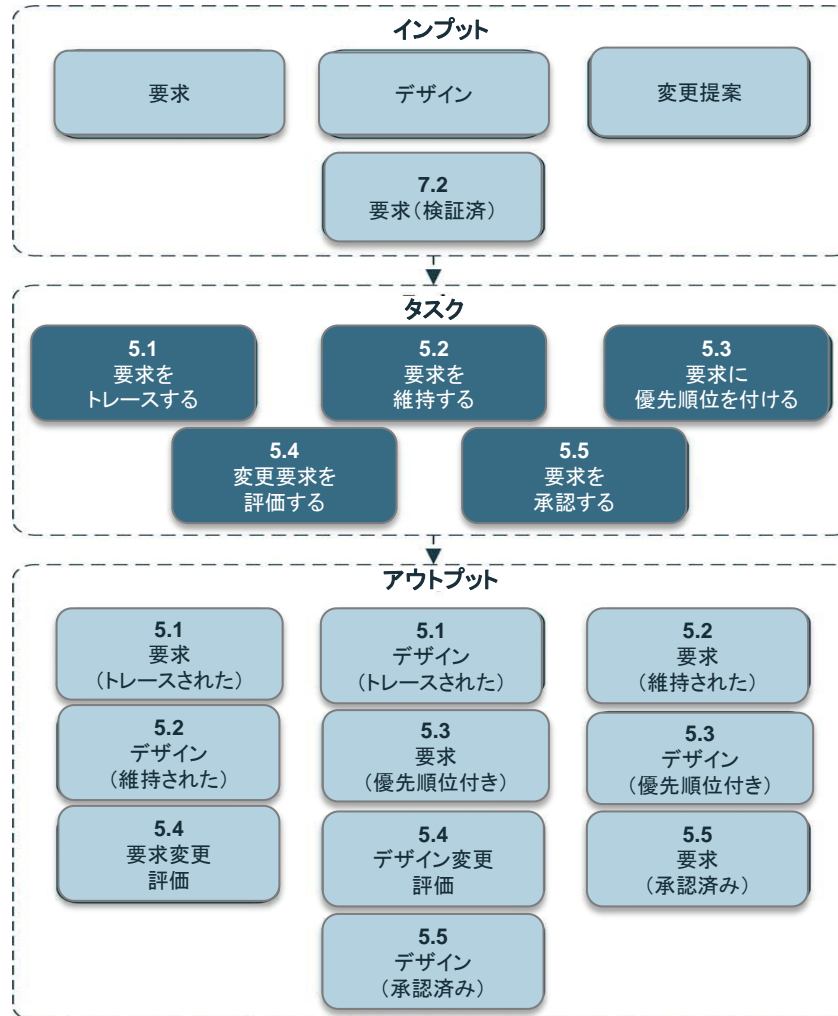 インプット
要求
デザイン
変更提案
7.2
要求(検証済)
タスク
5.1
要求を
トレースする
5.2
要求を
維持する
5.3
要求に
優先順位を付ける
5.4
変更要求を
評価する
5.5
要求を
承認する
アウトプット
5.1
要求
(トレースされた)
5.1
デザイン
(トレースされた)
5.2
要求
(維持された)
5.2
デザイン
(維持された)
5.3
要求
(優先順位付き)
5.3
デザイン
(優先順位付き)
5.4
要求変更
評価
5.4
デザイン変更
評価
5.5
要求
(承認済み)
5.5
デザイン
(承認済み)